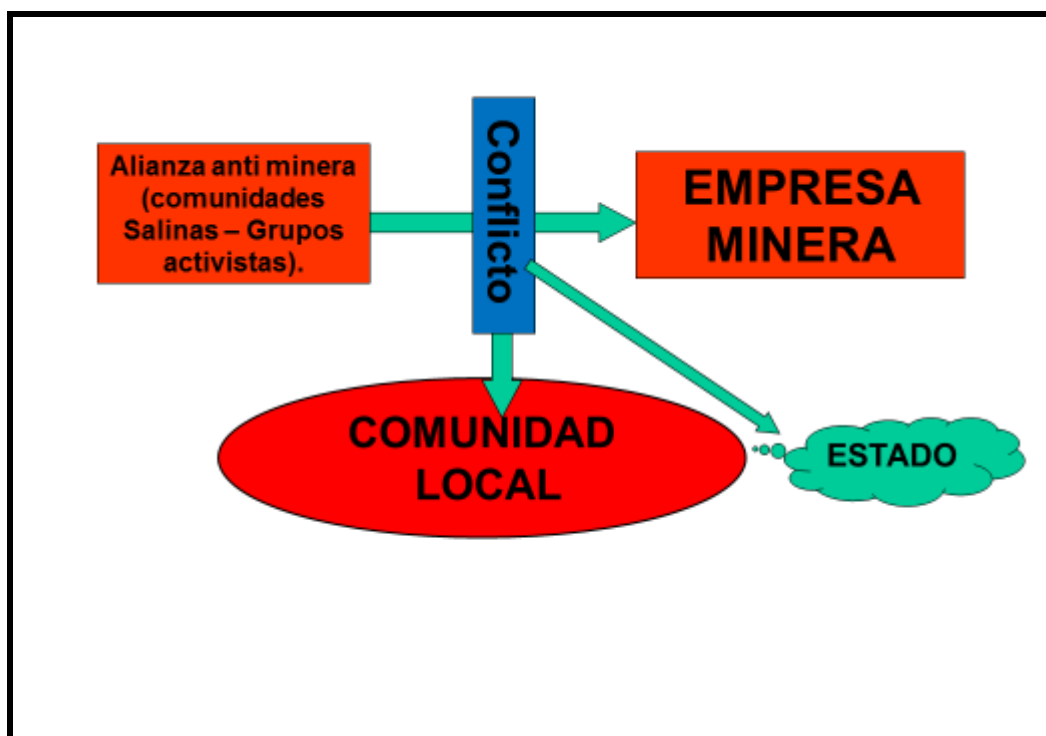 Alianza anti minera
(comunidades
Salinas – Grupos
activistas).
Conflicto
EMPRESA
MINERA
COMUNIDAD
LOCAL
ESTADO